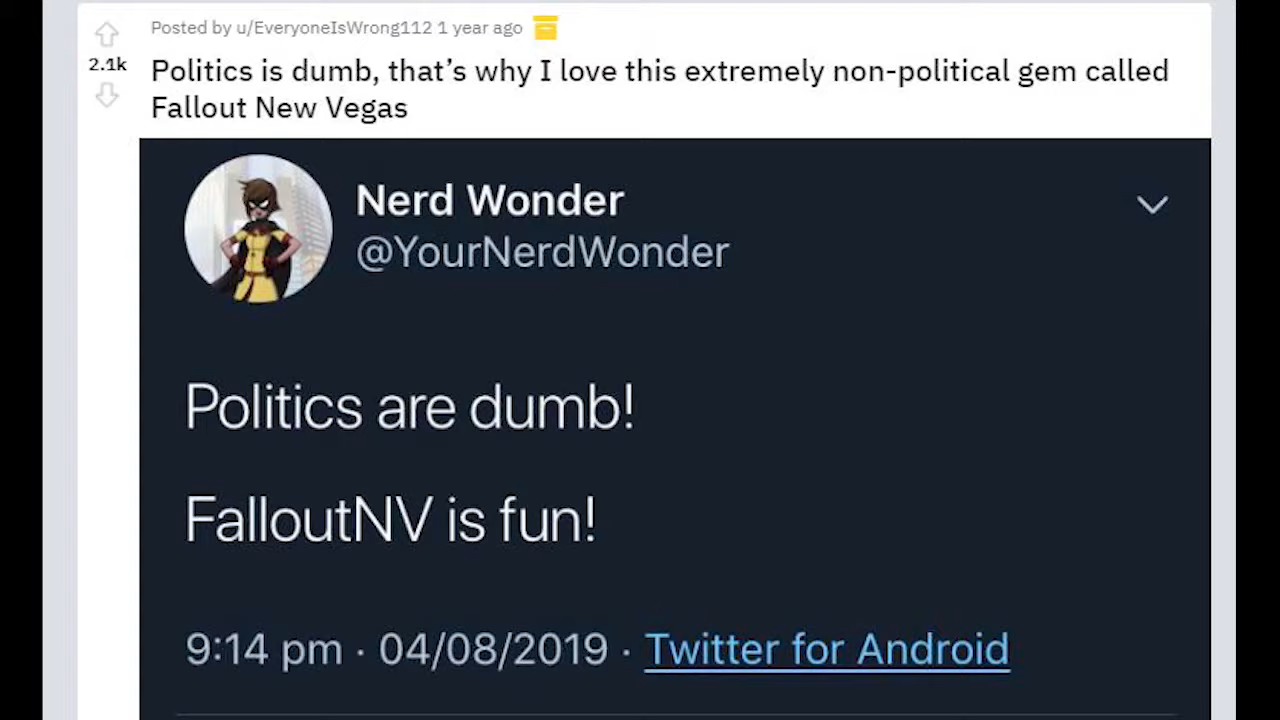 Posted by u/EveryoneIsWrong112 1 year ago
2.1k
Politics is dumb, that's why I love this extremely non-political gem called
Fallout New Vegas
Nerd Wonder
@YourNerdWonder
Politics are dumb!
FalloutNV is fun!
9:14 pm · 04/08/2019 · Twitter for Android